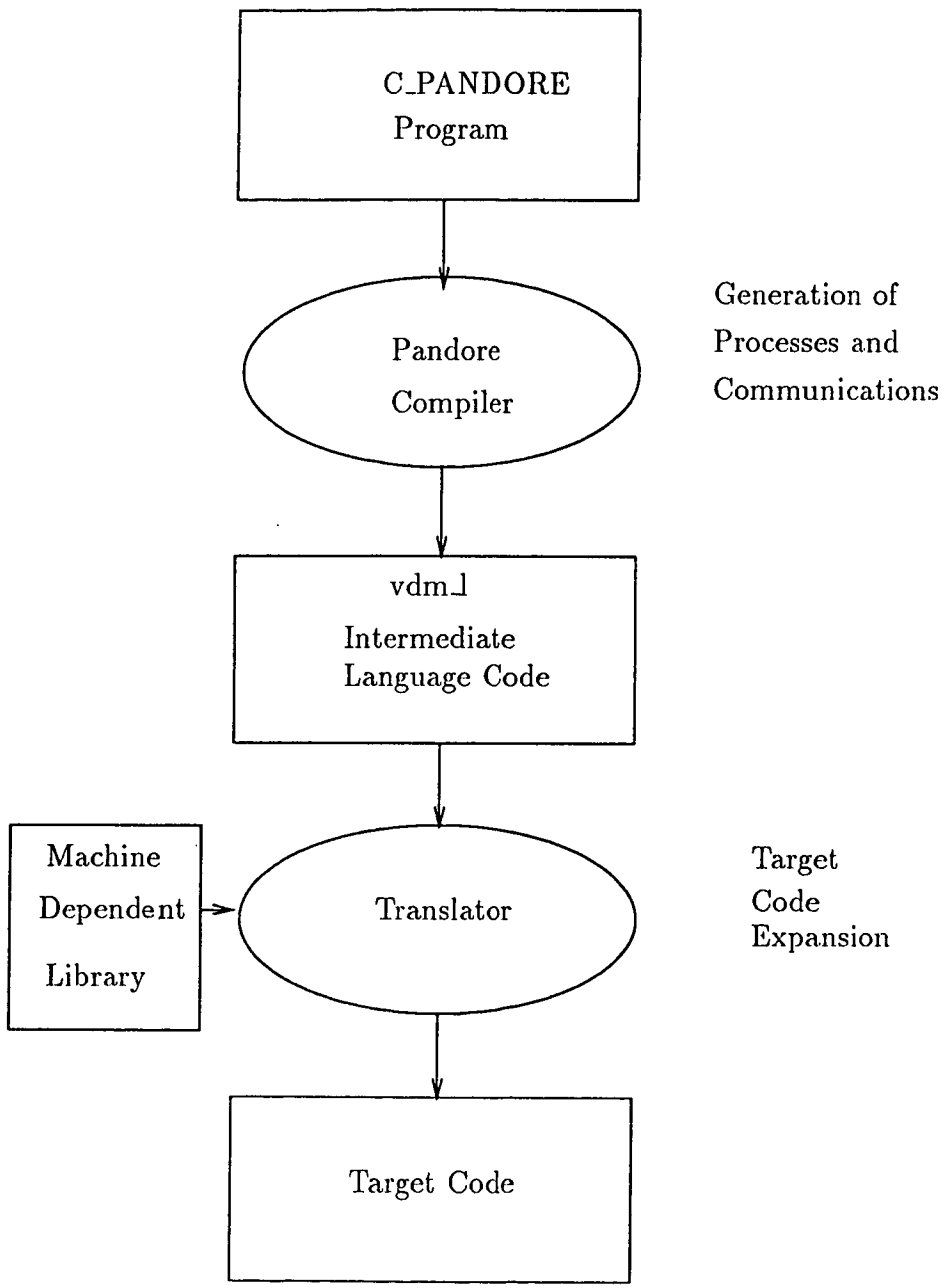 C_PANDORE
Program
Pandore
Compiler
Generation of
Processes and
Communications
vdm_l
Intermediate
Language Code
Machine
Dependent
Library
Translator
Target
Code
Expansion
Target Code